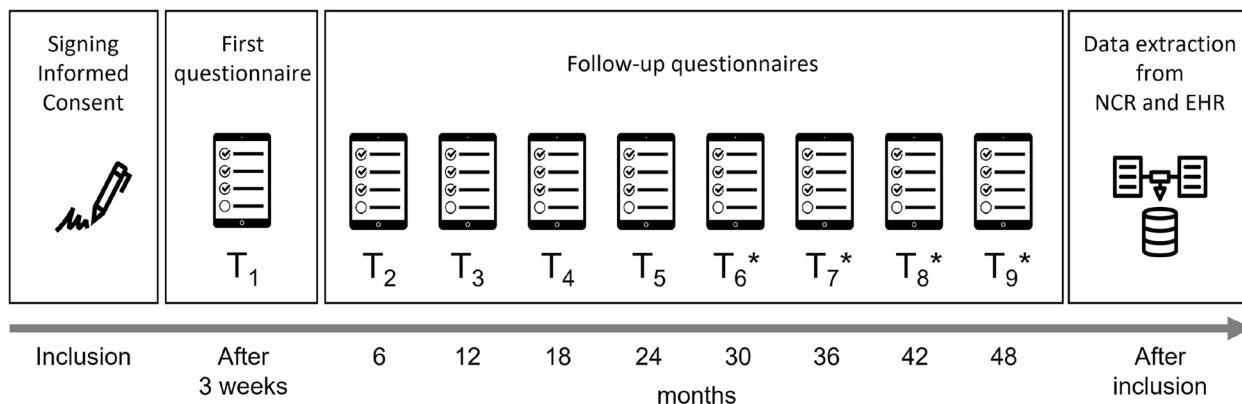 Signing
Informed
Consent
First
questionnaire
T1
Follow-up questionnaires
T2 T3 T4 T5 T6* T7* T8* T9*
Data extraction
from
NCR and EHR
Inclusion
After
3 weeks
6 12 18 24 30 36 42 48
months
After
inclusion